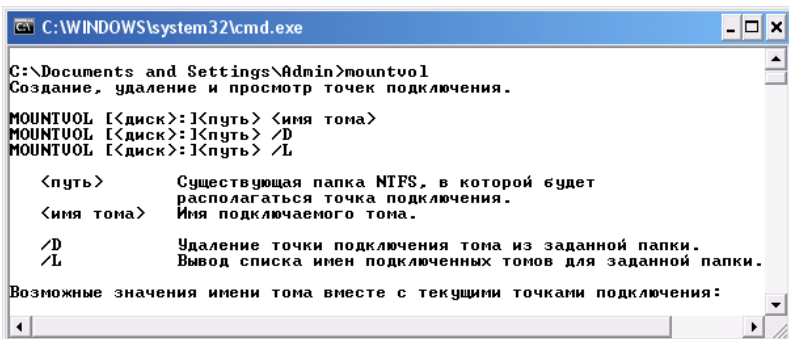 C:\WINDOWS\system32\cmd.exe
C:\Documents and Settings\Admin>mountvol
Создание, удаление и просмотр точек подключения.
MOUNTVOL [<диск>:]<путь> <имя тома>
MOUNTVOL [<диск>:]<путь> /D
MOUNTVOL [<диск>:]<путь> /L
<путь> Существующая папка NTFS, в которой будет
располагаться точка подключения.
<имя тома> Имя подключаемого тома.
/D Удаление точки подключения тома из заданной папки.
/L Вывод списка имен подключенных томов для заданной папки.
Возможные значения имени тома вместе с текущими точками подключения: